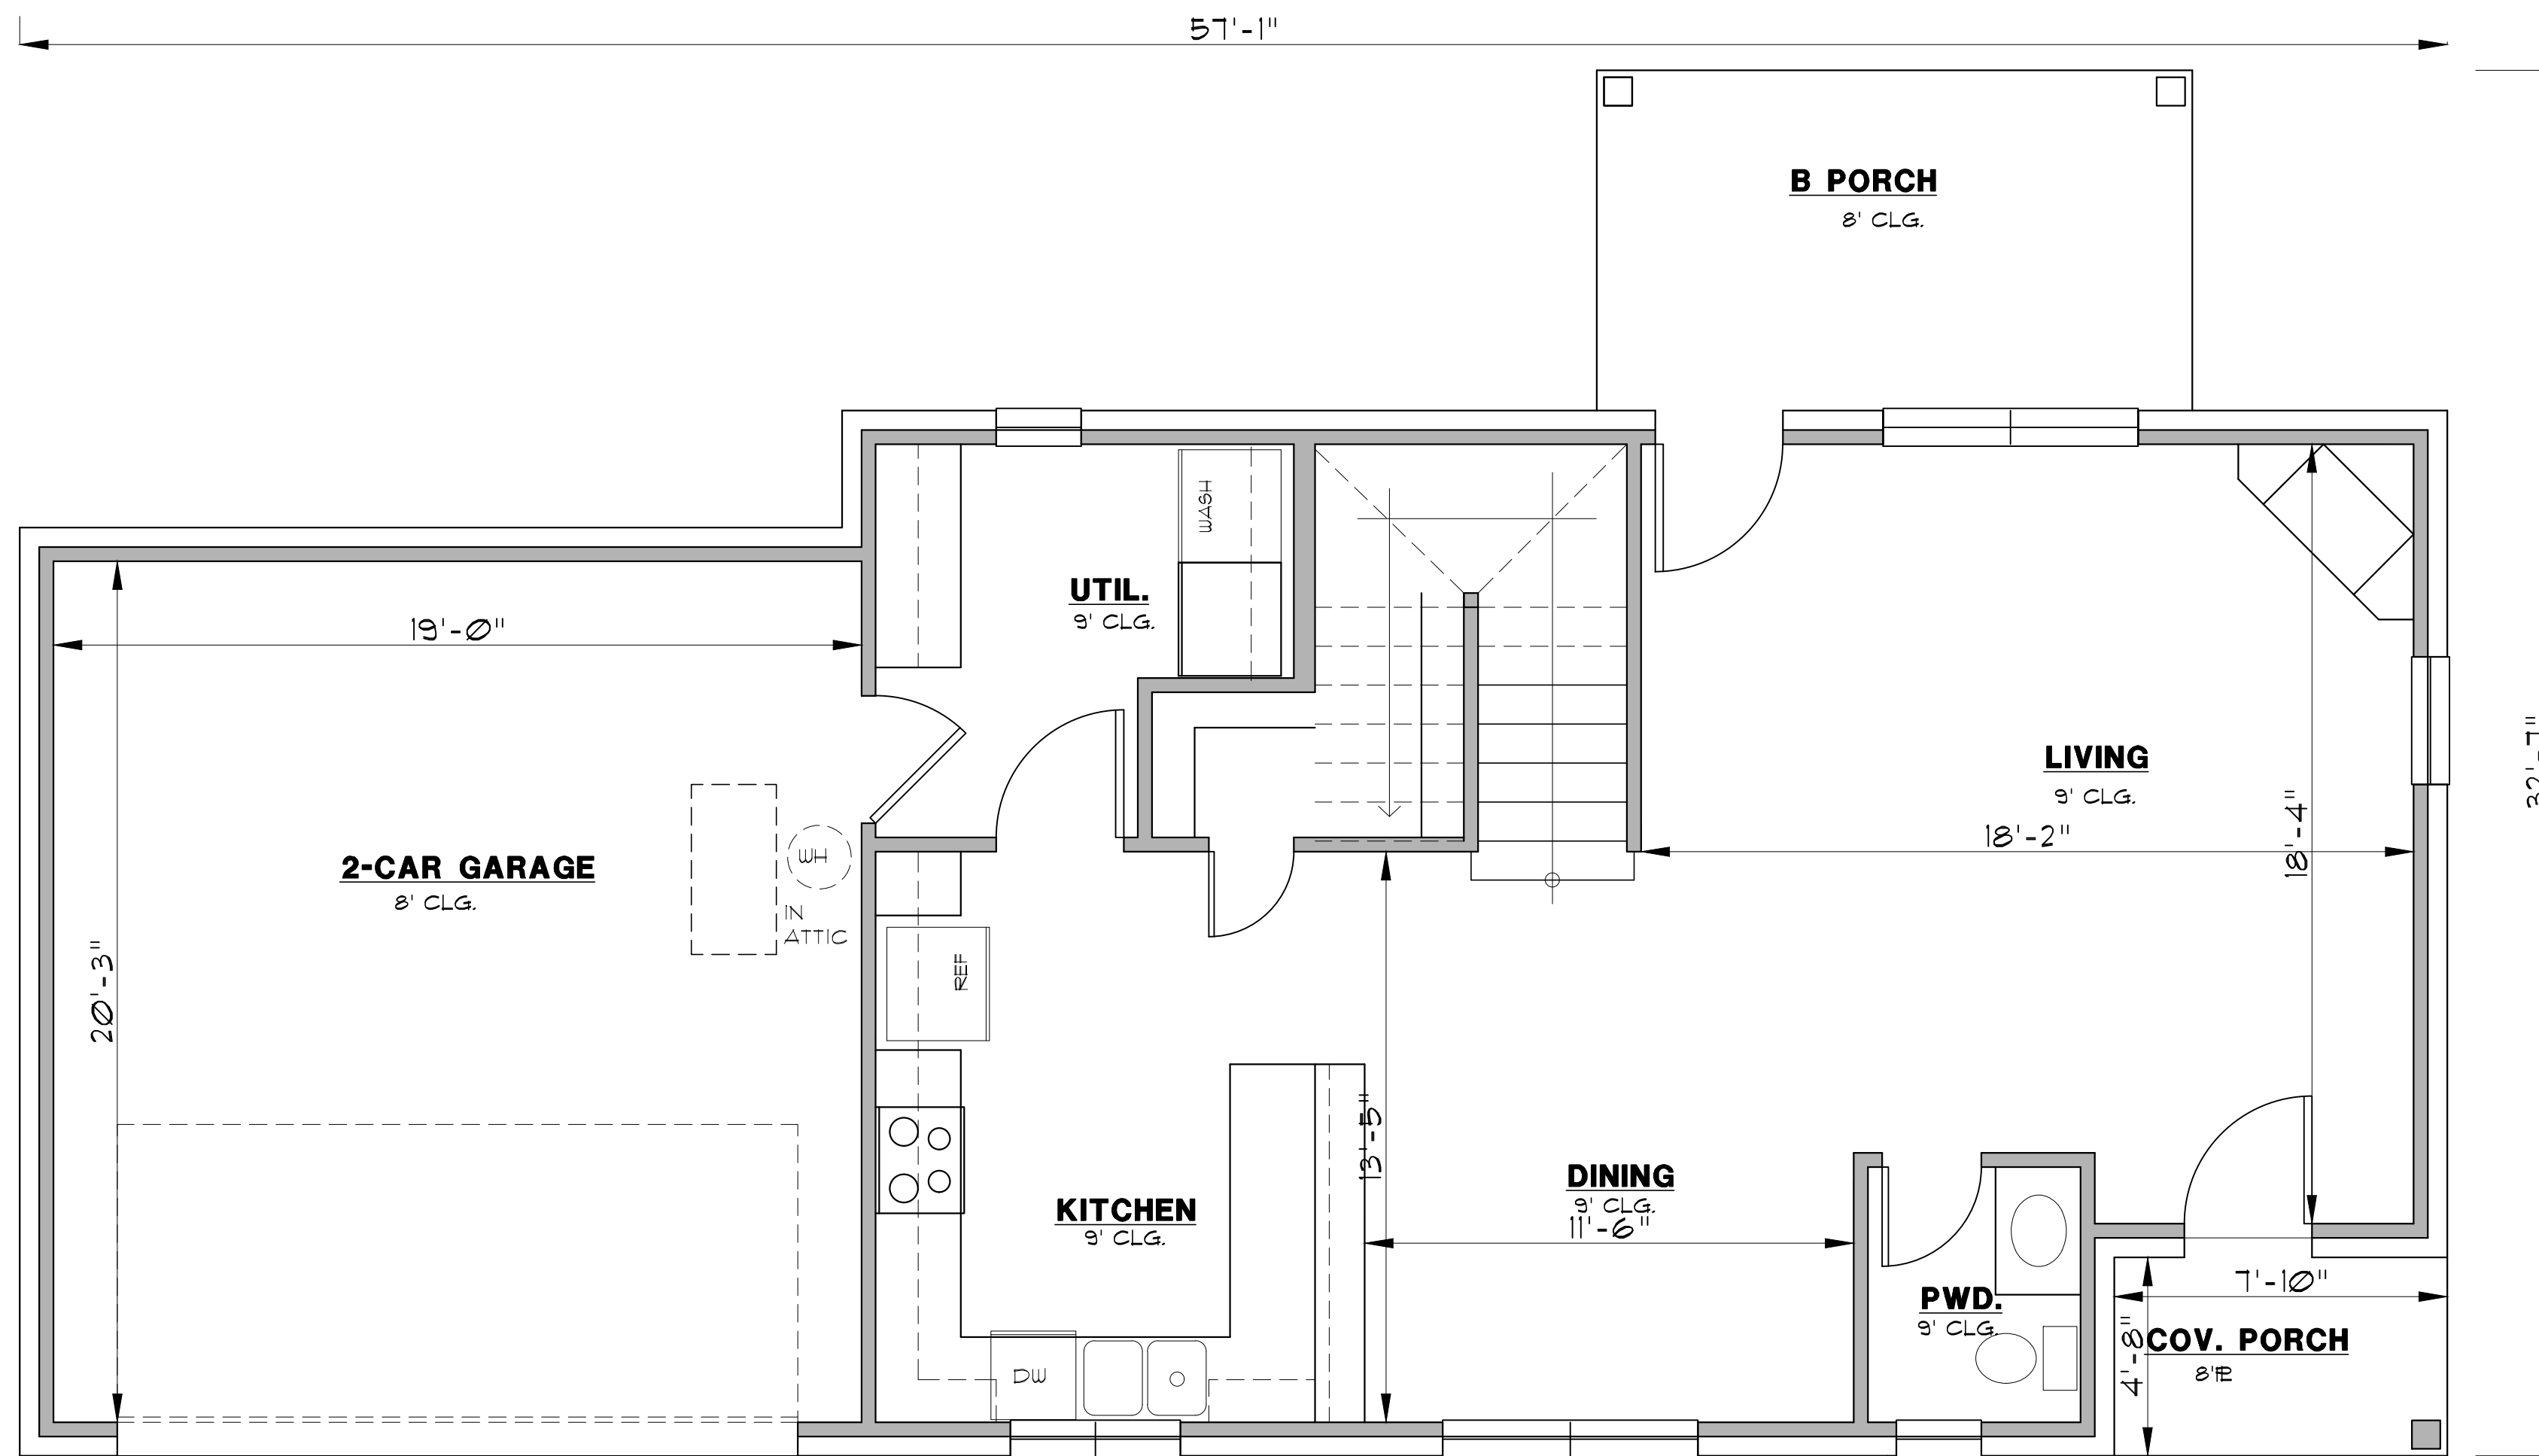 57'-1"
B PORCH
8' CLG.
WASH
UTIL.
9' CLG.
19'-0"
LIVING
9' CLG.
32'-7"
18'-2"
18'-4"
2-CAR GARAGE
8' CLG.
WH
IN
ATTIC
REF
20'-3"
13'-5"
DINING
9' CLG.
11'-6"
KITCHEN
9' CLG.
7'-10"
PWD.
9' CLG.
4'-8"
COV. PORCH
DW